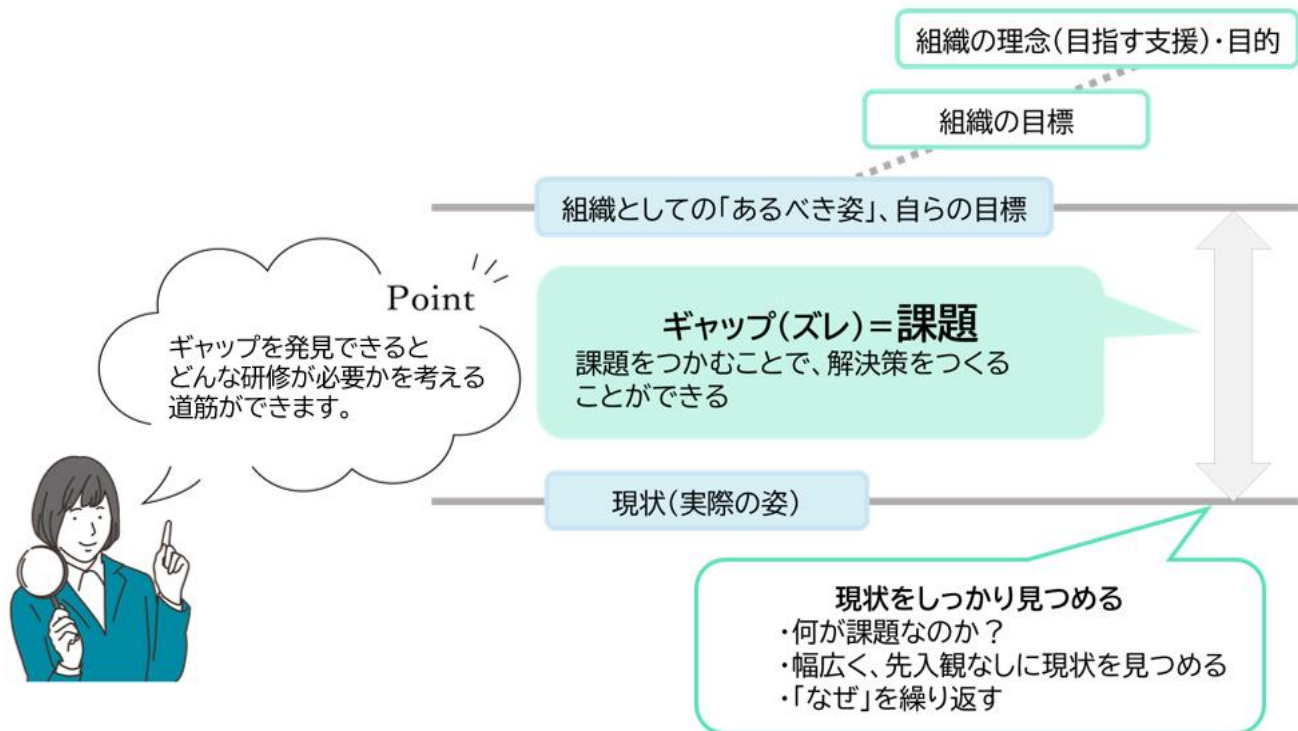 組織の理念(目指す支援)・目的
組織の目標
組織としての「あるべき姿」、自らの目標
Point
ギャップを発見できると
どんな研修が必要かを考える
道筋ができます。
ギャップ(ズレ)=課題
課題をつかむことで、解決策をつくる
ことができる
現状(実際の姿)
現状をしっかり見つめる
・何が課題なのか?
・幅広く、先入観なしに現状を見つめる
・「なぜ」を繰り返す